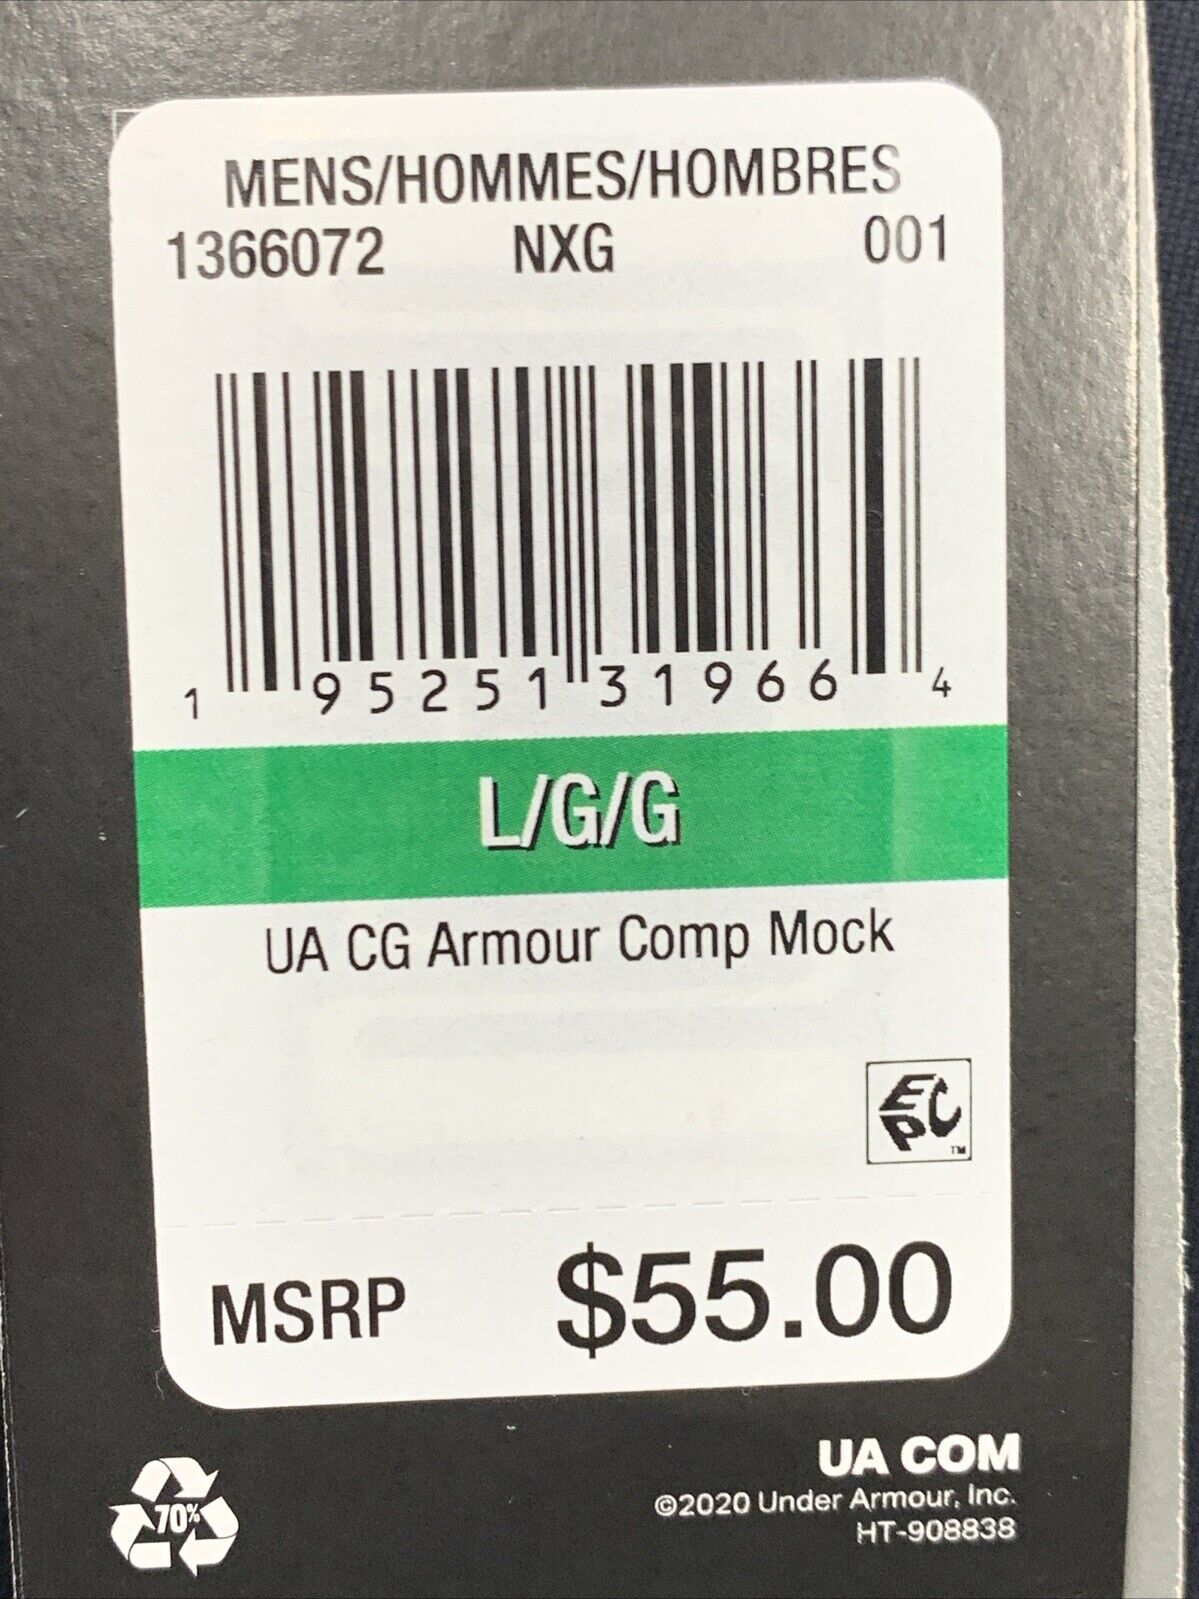 MENS/HOMMES/HOMBRES
1366072 NXG 001
1 95251 31966 4
L/G/G
UA CG Armour Comp Mock
EPC™
MSRP $55.00
70%
UA COM
©2020 Under Armour, Inc.
HT-908838